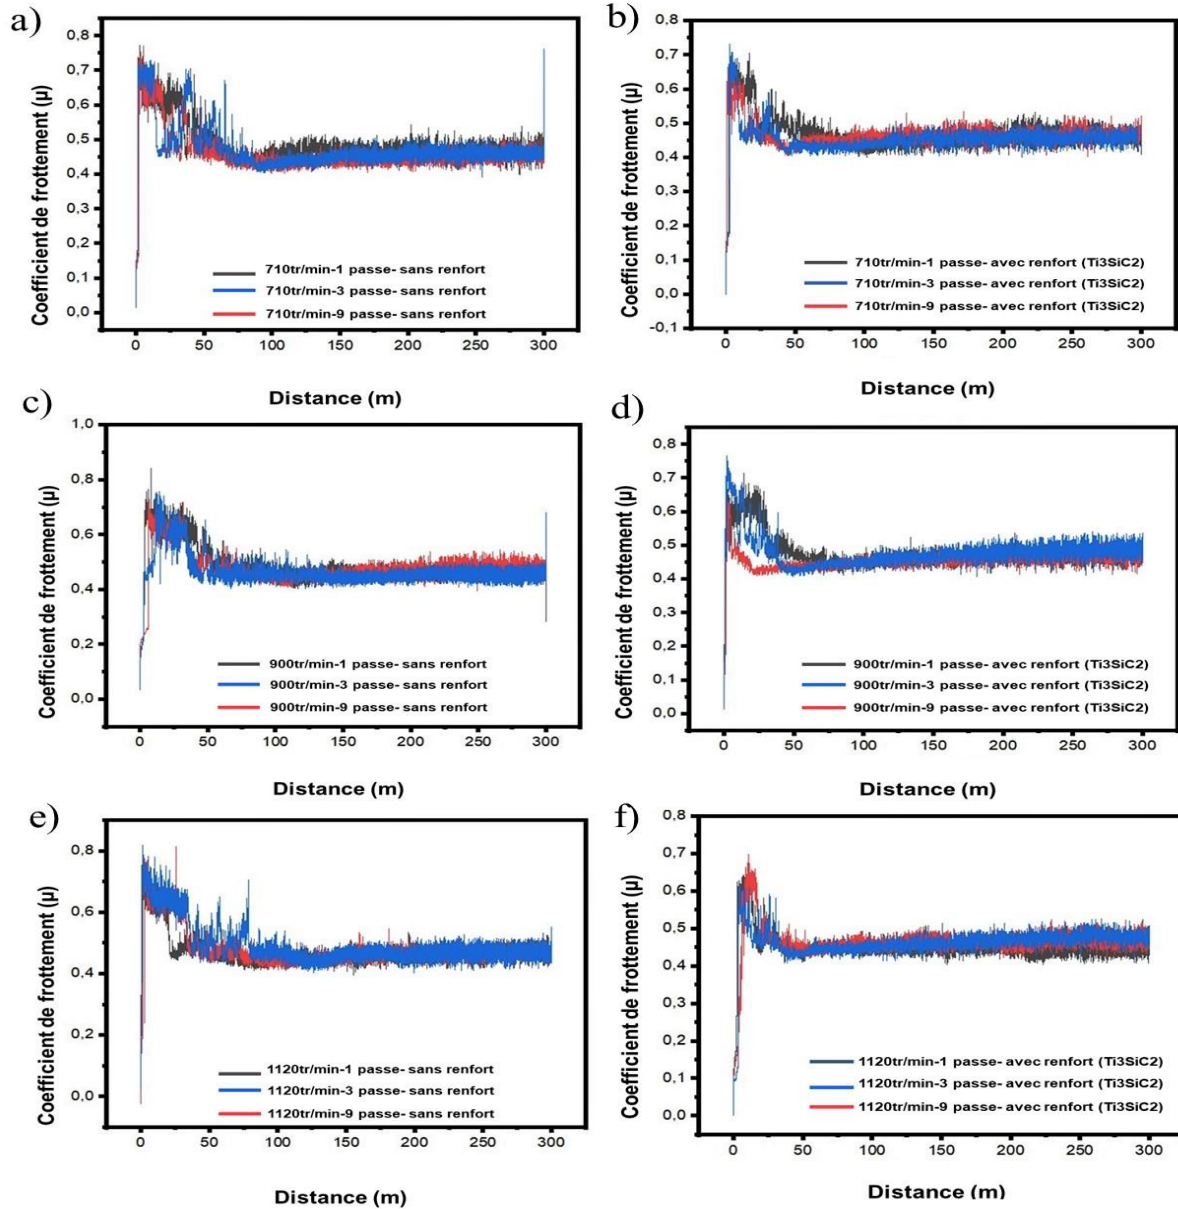 a)
Coefficient de frottement (µ)
0,8
0,7
0,6
0,5
0,4
0,3
0,2
0,1
0,0
710tr/min-1 passe- sans renfort
710tr/min-3 passe- sans renfort
710tr/min-9 passe- sans renfort
0 50 100 150 200 250 300
Distance (m)
b)
Coefficient de frottement (µ)
0,8
0,7
0,6
0,5
0,4
0,3
0,2
0,1
0,0
-0,1
710tr/min-1 passe- avec renfort (Ti3SiC2)
710tr/min-3 passe- avec renfort (Ti3SiC2)
710tr/min-9 passe- avec renfort (Ti3SiC2)
0 50 100 150 200 250 300
Distance (m)
c)
Coefficient de frottement (µ)
1,0
0,8
0,6
0,4
0,2
0,0
900tr/min-1 passe- sans renfort
900tr/min-3 passe- sans renfort
900tr/min-9 passe- sans renfort
0 50 100 150 200 250 300
Distance (m)
d)
Coefficient de frottement (µ)
0,8
0,7
0,6
0,5
0,4
0,3
0,2
0,1
0,0
900tr/min-1 passe- avec renfort (Ti3SiC2)
900tr/min-3 passe- avec renfort (Ti3SiC2)
900tr/min-9 passe- avec renfort (Ti3SiC2)
0 50 100 150 200 250 300
Distance (m)
e)
Coefficient de frottement (µ)
0,8
0,6
0,4
0,2
0,0
1120tr/min-1 passe- sans renfort
1120tr/min-3 passe- sans renfort
1120tr/min-9 passe- sans renfort
0 50 100 150 200 250 300
Distance (m)
f)
Coefficient de frottement (µ)
0,8
0,7
0,6
0,5
0,4
0,3
0,2
0,1
0,0
1120tr/min-1 passe- avec renfort (Ti3SiC2)
1120tr/min-3 passe- avec renfort (Ti3SiC2)
1120tr/min-9 passe- avec renfort (Ti3SiC2)
0 50 100 150 200 250 300
Distance (m)